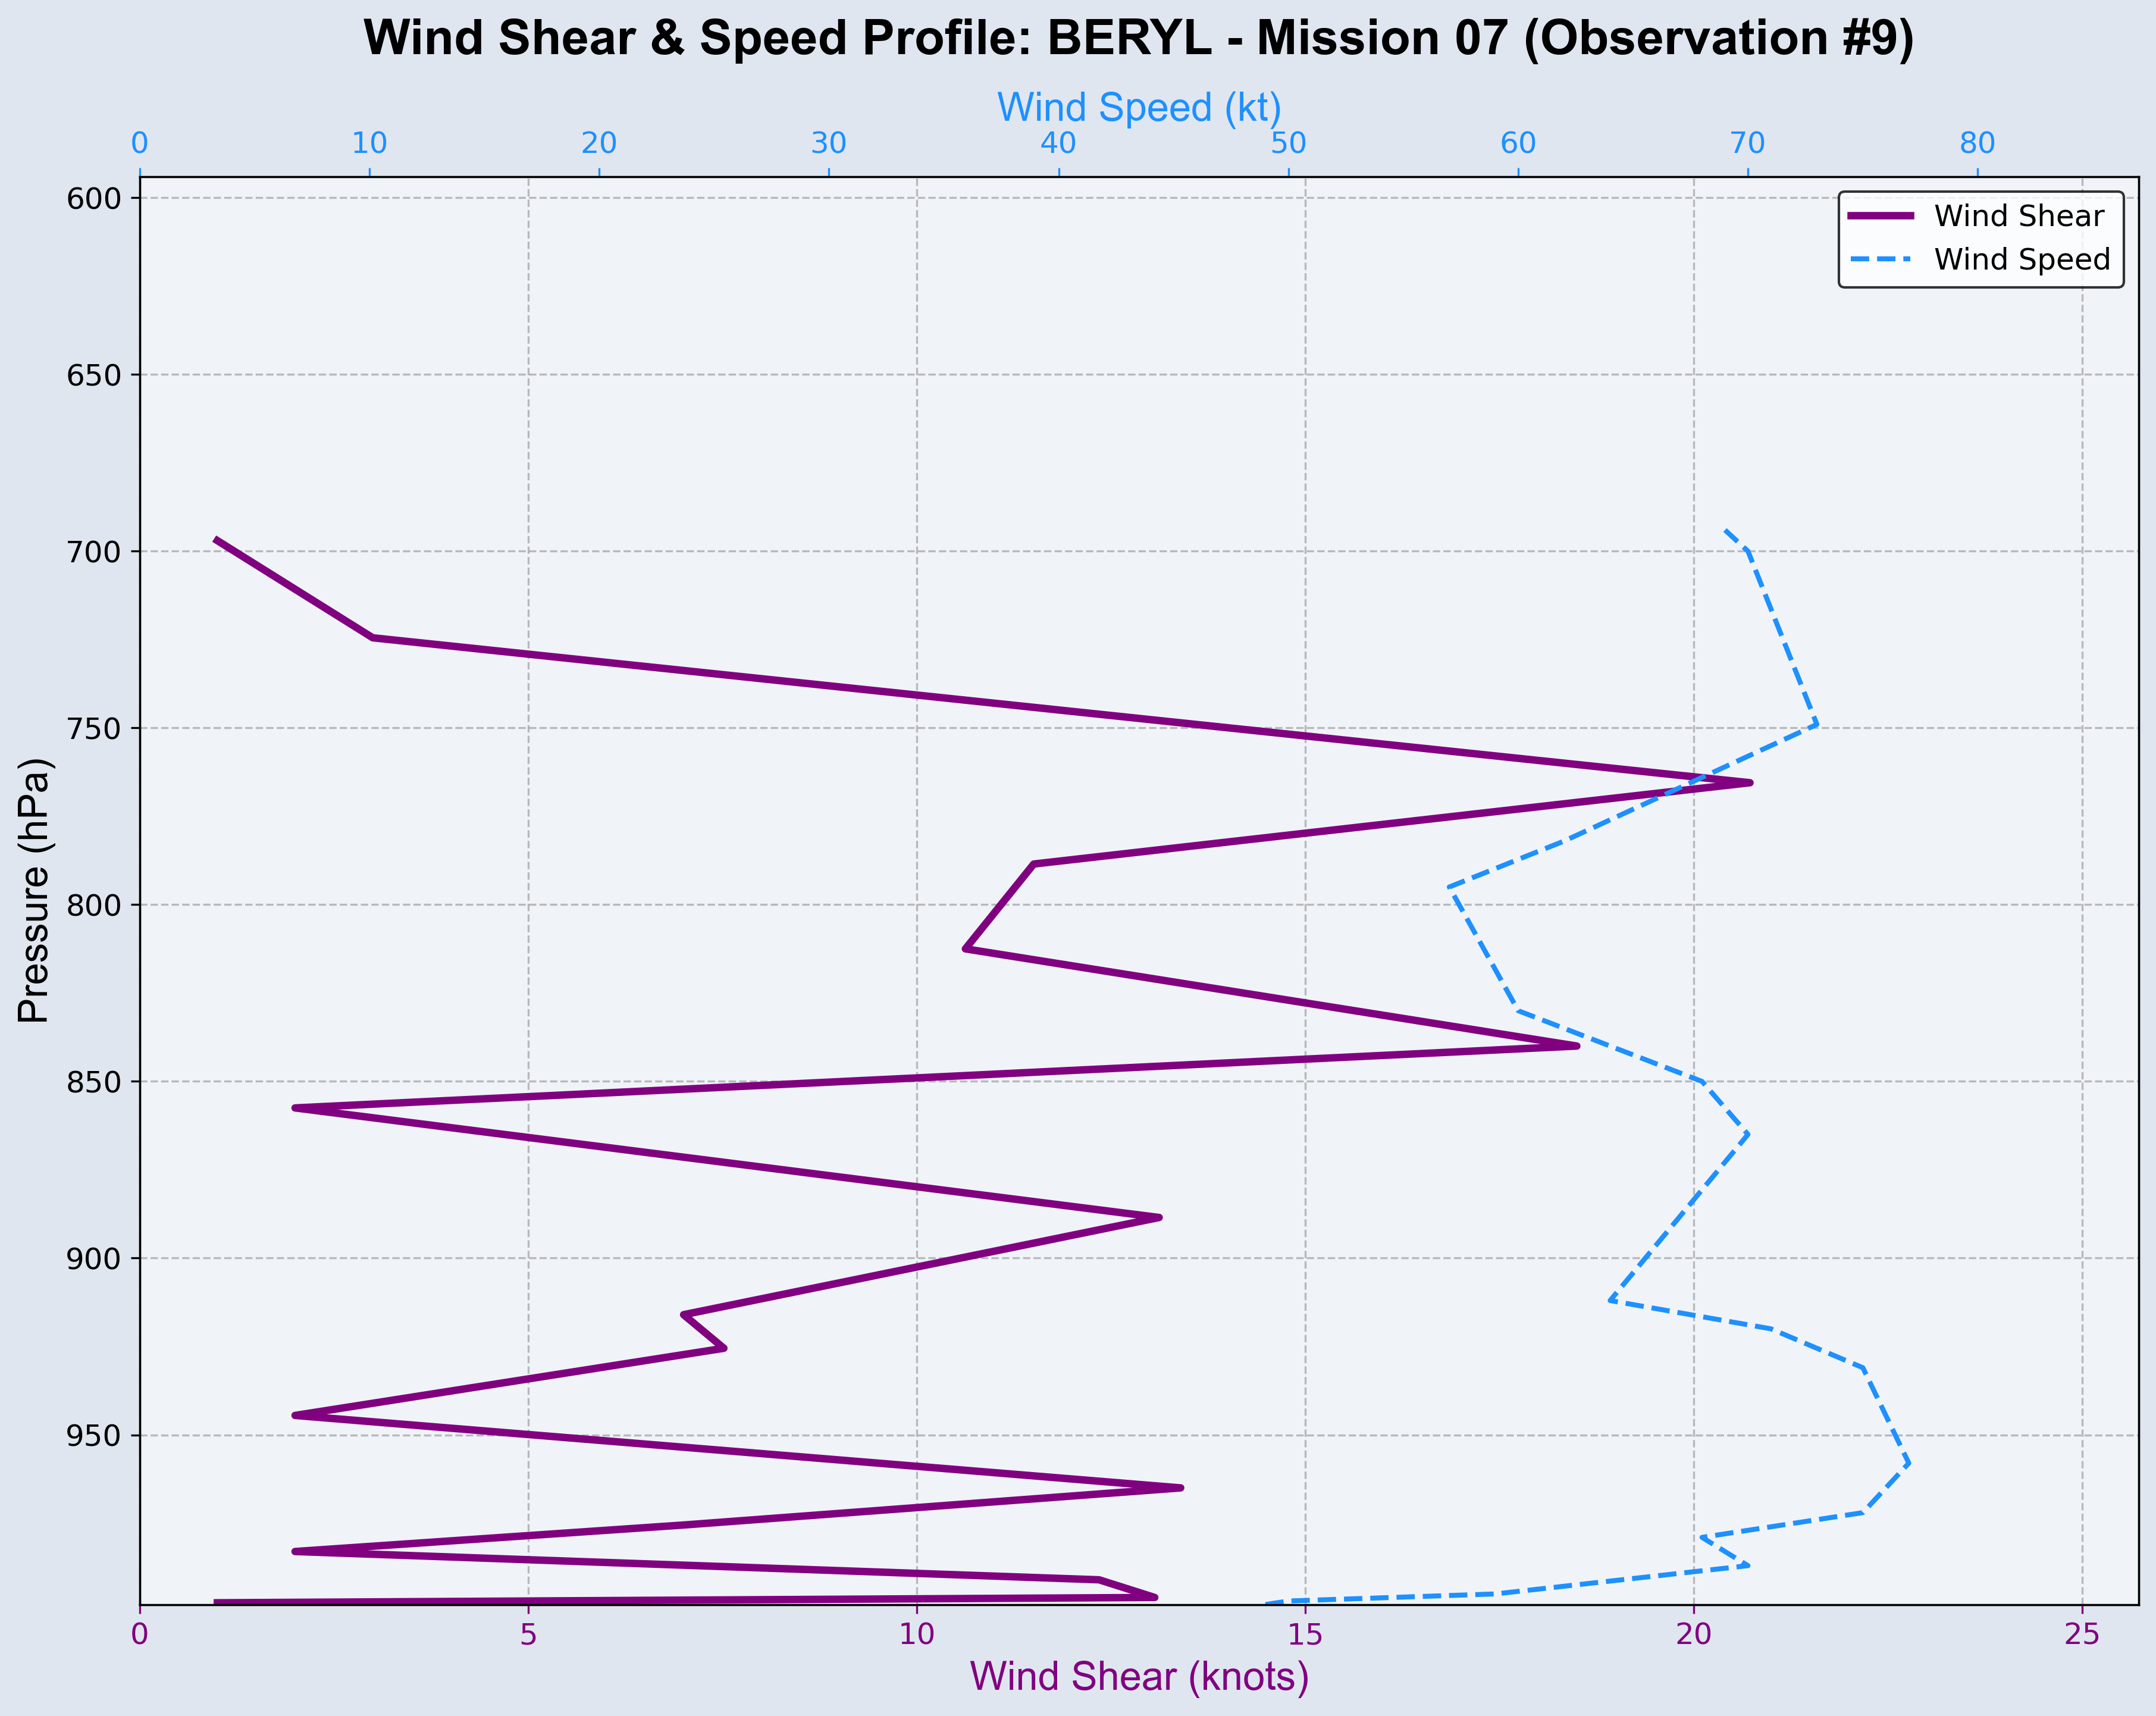 Wind Shear & Speed Profile: BERYL - Mission 07 (Observation #9)
Wind Speed (kt)
0 10 20 30 40 50 60 70 80
Wind Shear
Wind Speed
600
650
700
750
800
850
900
950
Pressure (hPa)
0 5 10 15 20 25
Wind Shear (knots)